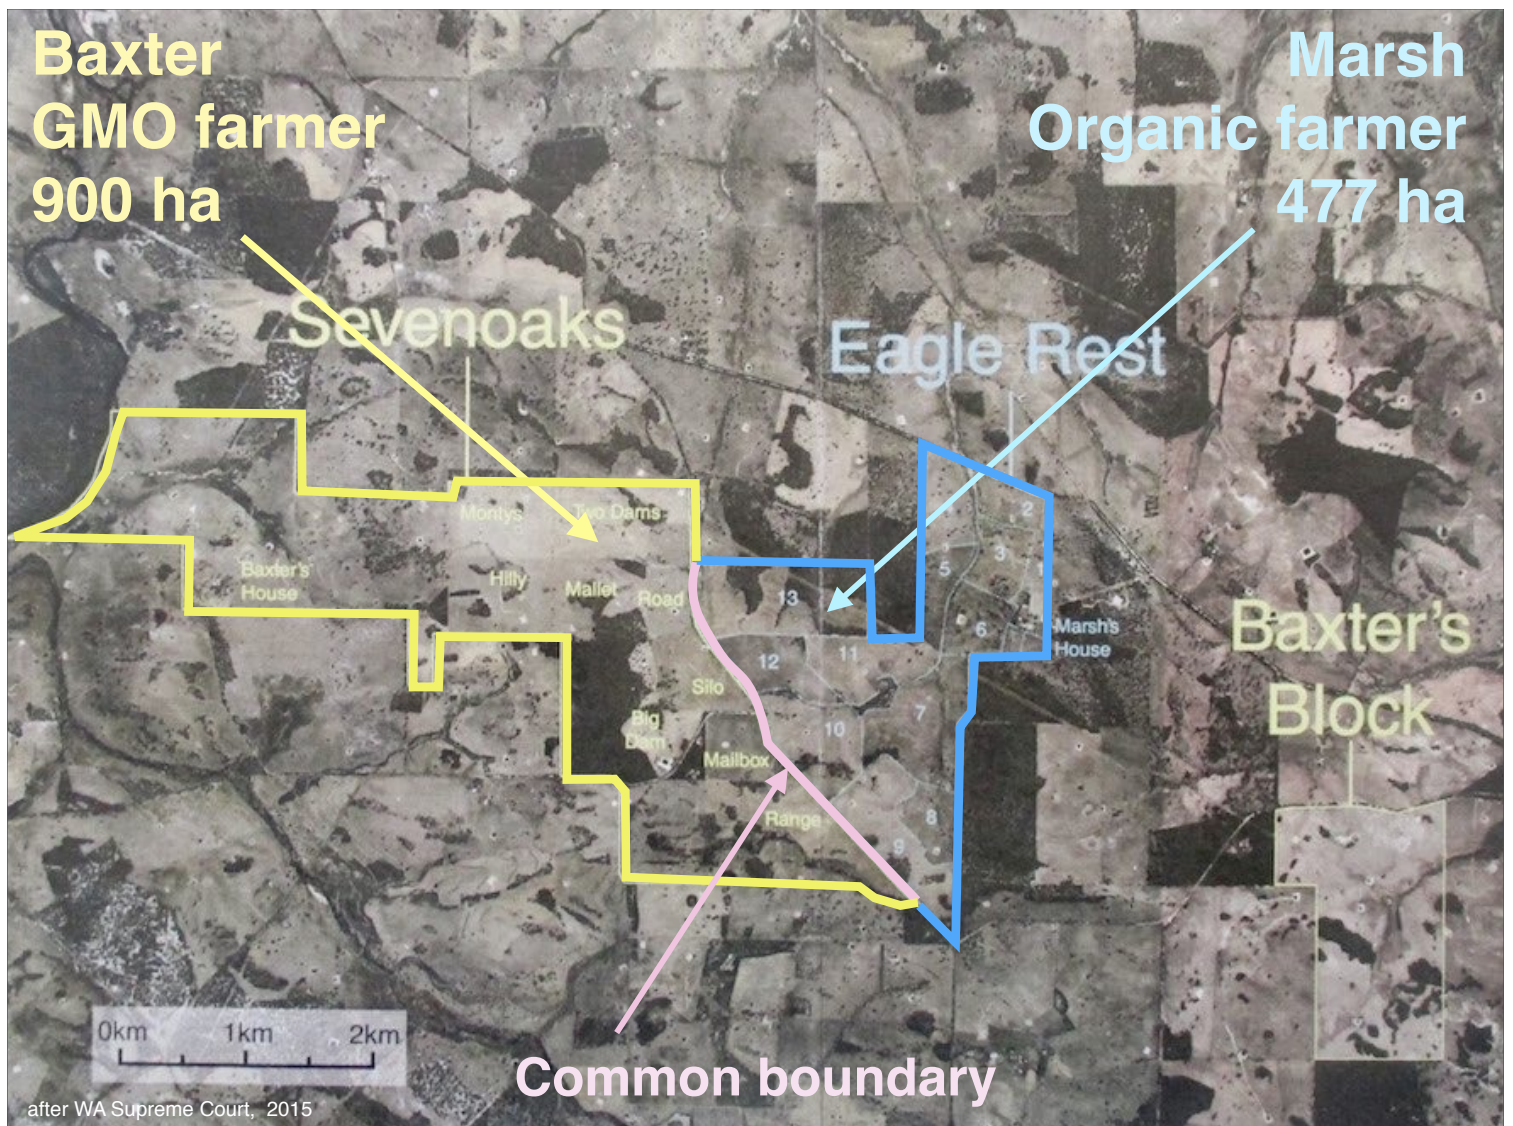 Baxter
GMO farmer
900 ha
Marsh
Organic farmer
477 ha
Sevenoaks
Eagle Rest
Montys
Two Dams
2
3
5
Baxter's
House
Hilly
Mallet
Road
13
6
Marsh's
House
Baxter's
Block
12
11
Silo
7
Big
Dam
10
Mailbox
Range
8
9
0km
1km
2km
Common boundary
after WA Supreme Court, 2015